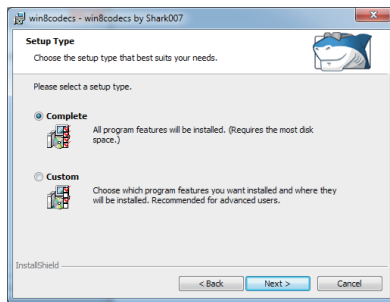 win8codecs - win8codecs by Shark007
Setup Type
Choose the setup type that best suits your needs.
Please select a setup type.
Complete
All program features will be installed. (Requires the most disk
space.)
Custom
Choose which program features you want installed and where they
will be installed. Recommended for advanced users.
InstallShield
< Back
Next >
Cancel